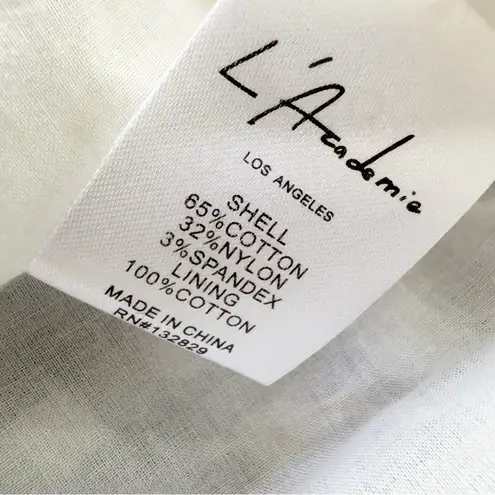 L'Academie
LOS ANGELES
SHELL
65%COTTON
32%NYLON
3%SPANDEX
LINING
100%COTTON
MADE IN CHINA
RN#132829